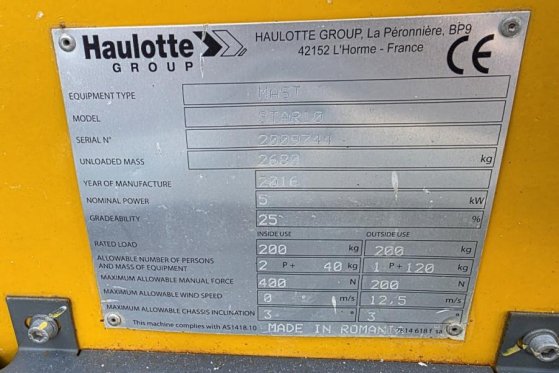 Haulotte
GROUP
HAULOTTE GROUP, La Péronnière, BP9
42152 L'Horme - France
CE
EQUIPMENT TYPE MAST
MODEL STAR10
SERIAL N° 2009744
UNLOADED MASS 2680 kg
YEAR OF MANUFACTURE 2016
NOMINAL POWER 5 kW
GRADEABILITY 25 %
INSIDE USE OUTSIDE USE
RATED LOAD 200 kg 200 kg
ALLOWABLE NUMBER OF PERSONS
AND MASS OF EQUIPMENT 2 P+ 40 kg 1 P+ 120 kg
MAXIMUM ALLOWABLE MANUAL FORCE 400 N 200 N
MAXIMUM ALLOWABLE WIND SPEED 0 m/s 12,5 m/s
MAXIMUM ALLOWABLE CHASSIS INCLINATION 3 ° 3 °
This machine complies with AS1418.10 MADE IN ROMANIA